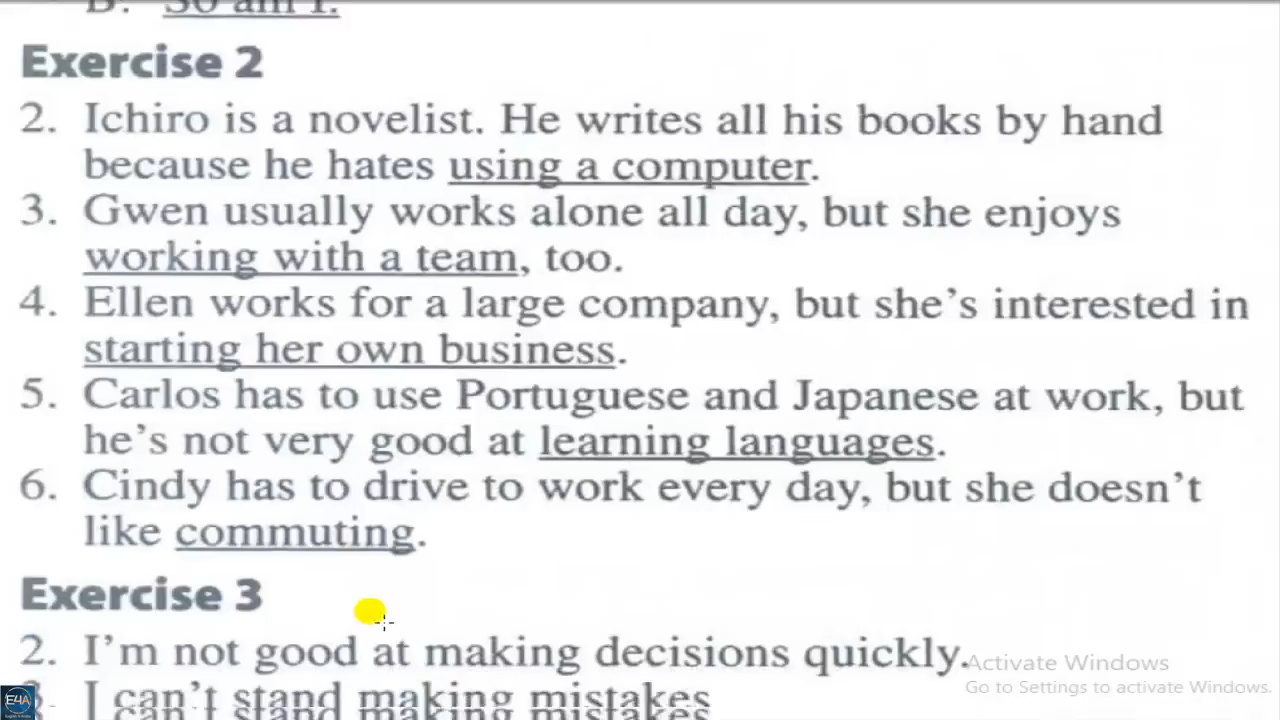 B. So am I.
Exercise 2
2. Ichiro is a novelist. He writes all his books by hand
because he hates using a computer.
3. Gwen usually works alone all day, but she enjoys
working with a team, too.
4. Ellen works for a large company, but she's interested in
starting her own business.
5. Carlos has to use Portuguese and Japanese at work, but
he's not very good at learning languages.
6. Cindy has to drive to work every day, but she doesn't
like commuting.
Exercise 3
2. I'm not good at making decisions quickly.
Activate Windows
Go to Settings to activate Windows.
3. I can't stand making mistakes
E4A